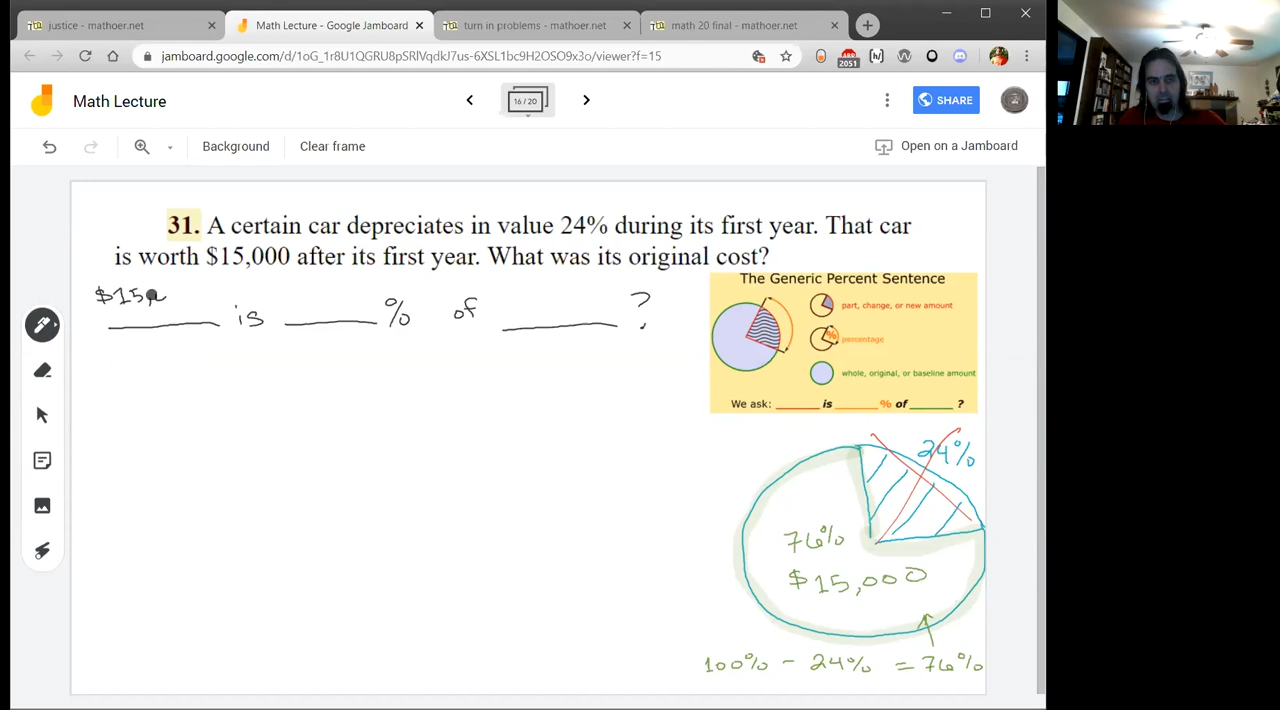 justice - mathoer.net
Math Lecture - Google Jamboard
turn in problems - mathoer.net
math 20 final - mathoer.net
jamboard.google.com/d/1oG_1r8U1QGRU8pSRlVqdkJ7us-6XSL1bc9H2OSO9x3o/viewer?f=15
2051
Math Lecture
16 / 20
SHARE
Background
Clear frame
Open on a Jamboard
31. A certain car depreciates in value 24% during its first year. That car
is worth $15,000 after its first year. What was its original cost?
$15
is % of ?
The Generic Percent Sentence
part, change, or new amount
%
percentage
whole, original, or baseline amount
We ask: ______ is ______ % of ______ ?
24%
76%
$15,000
100% - 24% = 76%